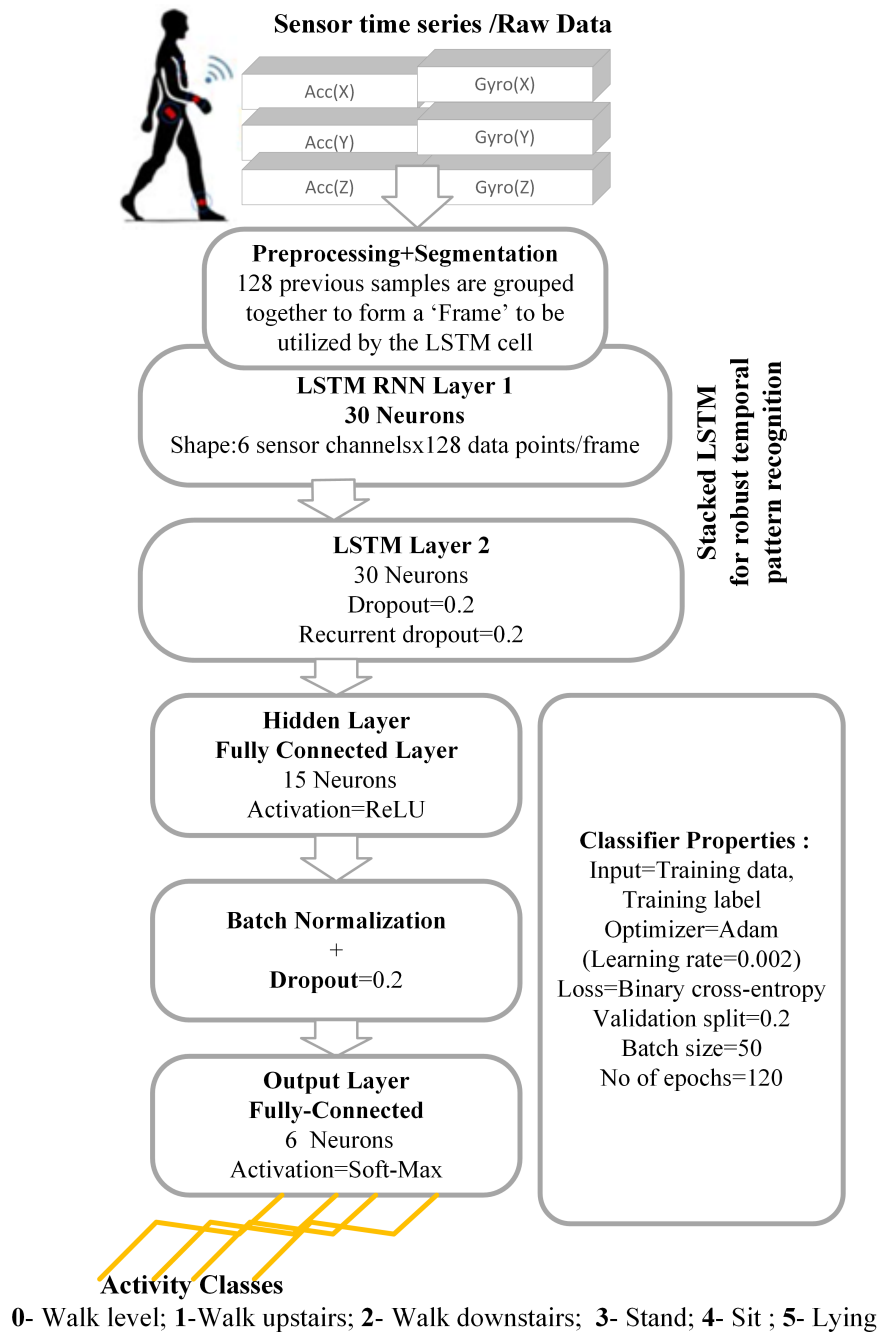 Sensor time series /Raw Data
Acc(X)
Gyro(X)
Acc(Y)
Gyro(Y)
Acc(Z)
Gyro(Z)
Preprocessing+Segmentation
128 previous samples are grouped
together to form a ‘Frame’ to be
utilized by the LSTM cell
LSTM RNN Layer 1
30 Neurons
Shape:6 sensor channelsx128 data points/frame
Stacked LSTM
for robust temporal
pattern recognition
LSTM Layer 2
30 Neurons
Dropout=0.2
Recurrent dropout=0.2
Hidden Layer
Fully Connected Layer
15 Neurons
Activation=ReLU
Batch Normalization
+
Dropout=0.2
Output Layer
Fully-Connected
6 Neurons
Activation=Soft-Max
Classifier Properties :
Input=Training data,
Training label
Optimizer=Adam
(Learning rate=0.002)
Loss=Binary cross-entropy
Validation split=0.2
Batch size=50
No of epochs=120
Activity Classes
0- Walk level; 1-Walk upstairs; 2- Walk downstairs; 3- Stand; 4- Sit ; 5- Lying